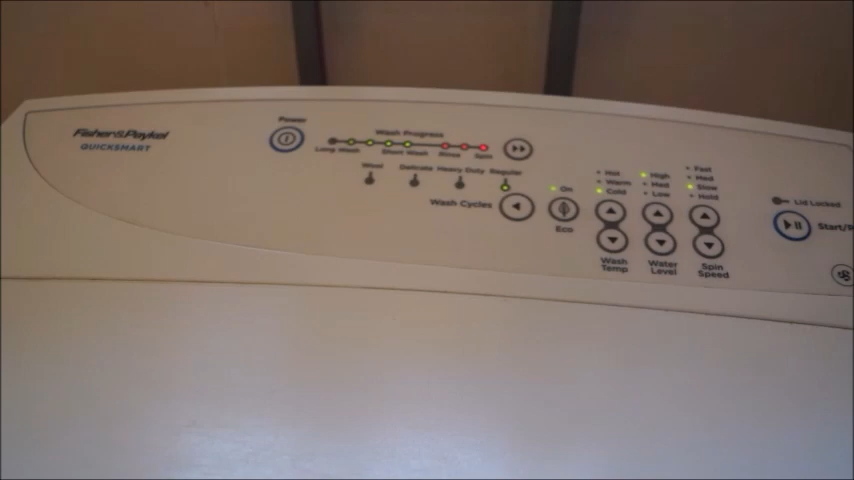 Fisher&Paykel
QUICKSMART
Power
Wash Progress
Long Wash
Short Wash
Rinse
Spin
Wool
Delicate
Heavy Duty
Regular
Wash Cycles
On
Eco
Hot
Warm
Cold
Wash
Temp
High
Med
Low
Water
Level
Fast
Med
Slow
Hold
Spin
Speed
Lid Locked
Start/